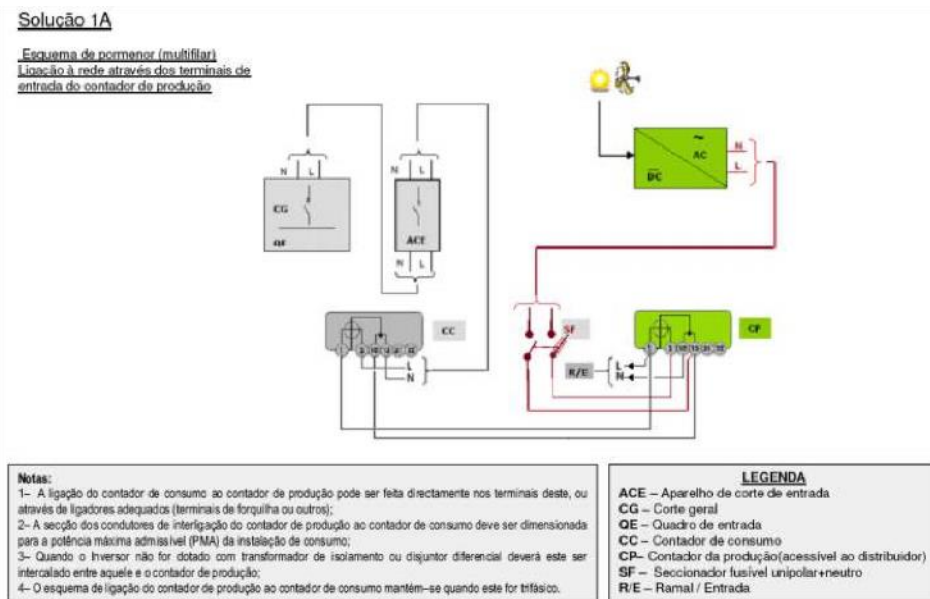 Solução 1A
Esquema de pormenor (multifilar)
Ligação à rede através dos terminais de
entrada do contador de produção
N L
CG
QE
N L
ACE
N L
~
AC
DC
N
L
CC
L
N
SF
R/E
L
N
CP
Notas:
1– A ligação do contador de consumo ao contador de produção pode ser feita directamente nos terminais deste, ou
através de ligadores adequados (terminais de forquilha ou outros);
2– A secção dos condutores de interligação do contador de produção ao contador de consumo deve ser dimensionada
para a potência máxima admissível (PMA) da instalação de consumo;
3– Quando o Inversor não for dotado com transformador de isolamento ou disjuntor diferencial deverá este ser
intercalado entre aquele e o contador de produção;
4– O esquema de ligação do contador de produção ao contador de consumo mantém–se quando este for trifásico.
LEGENDA
ACE – Aparelho de corte de entrada
CG – Corte geral
QE – Quadro de entrada
CC – Contador de consumo
CP– Contador da produção(acessível ao distribuidor)
SF – Seccionador fusível unipolar+neutro
R/E – Ramal / Entrada